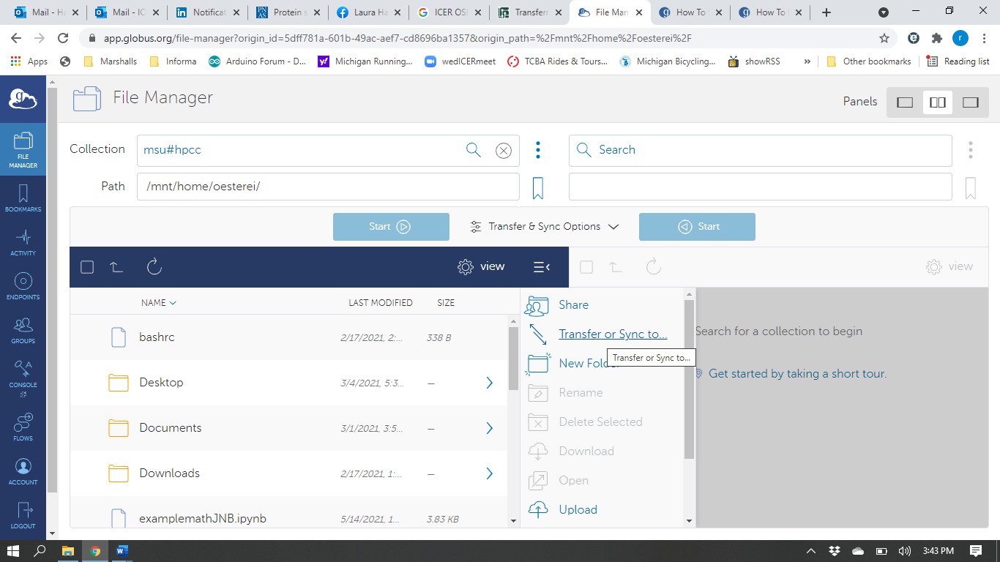 Mail - Ha
Mail - IC
Notificat
Protein s
Laura Ha
ICER OSI
Transfer
File Man
How To
How To
app.globus.org/file-manager?origin_id=5dff781a-601b-49ac-aef7-cd8696ba1357&origin_path=%2Fmnt%2Fhome%2Foesterei%2F
r
Apps
Marshalls
Informa
Arduino Forum - D...
Michigan Running...
wedICERmeet
TCBA Rides & Tours...
Michigan Bicycling...
showRSS
»
Other bookmarks
Reading list
File Manager
Panels
Collection
msu#hpcc
Search
Path
/mnt/home/oesterei/
Start
Transfer & Sync Options
Start
view
view
NAME
LAST MODIFIED
SIZE
bashrc
2/17/2021, 2:...
338 B
Desktop
3/4/2021, 5:3...
—
Documents
3/1/2021, 3:5...
—
Downloads
2/17/2021, 1:...
—
examplemathJNB.ipynb
5/14/2021, 1...
3.83 KB
Share
Transfer or Sync to...
Transfer or Sync to...
New Folder
Rename
Delete Selected
Download
Open
Upload
Search for a collection to begin
Get started by taking a short tour.
FILE
MANAGER
BOOKMARKS
ACTIVITY
ENDPOINTS
GROUPS
CONSOLE
FLOWS
ACCOUNT
LOGOUT
3:43 PM